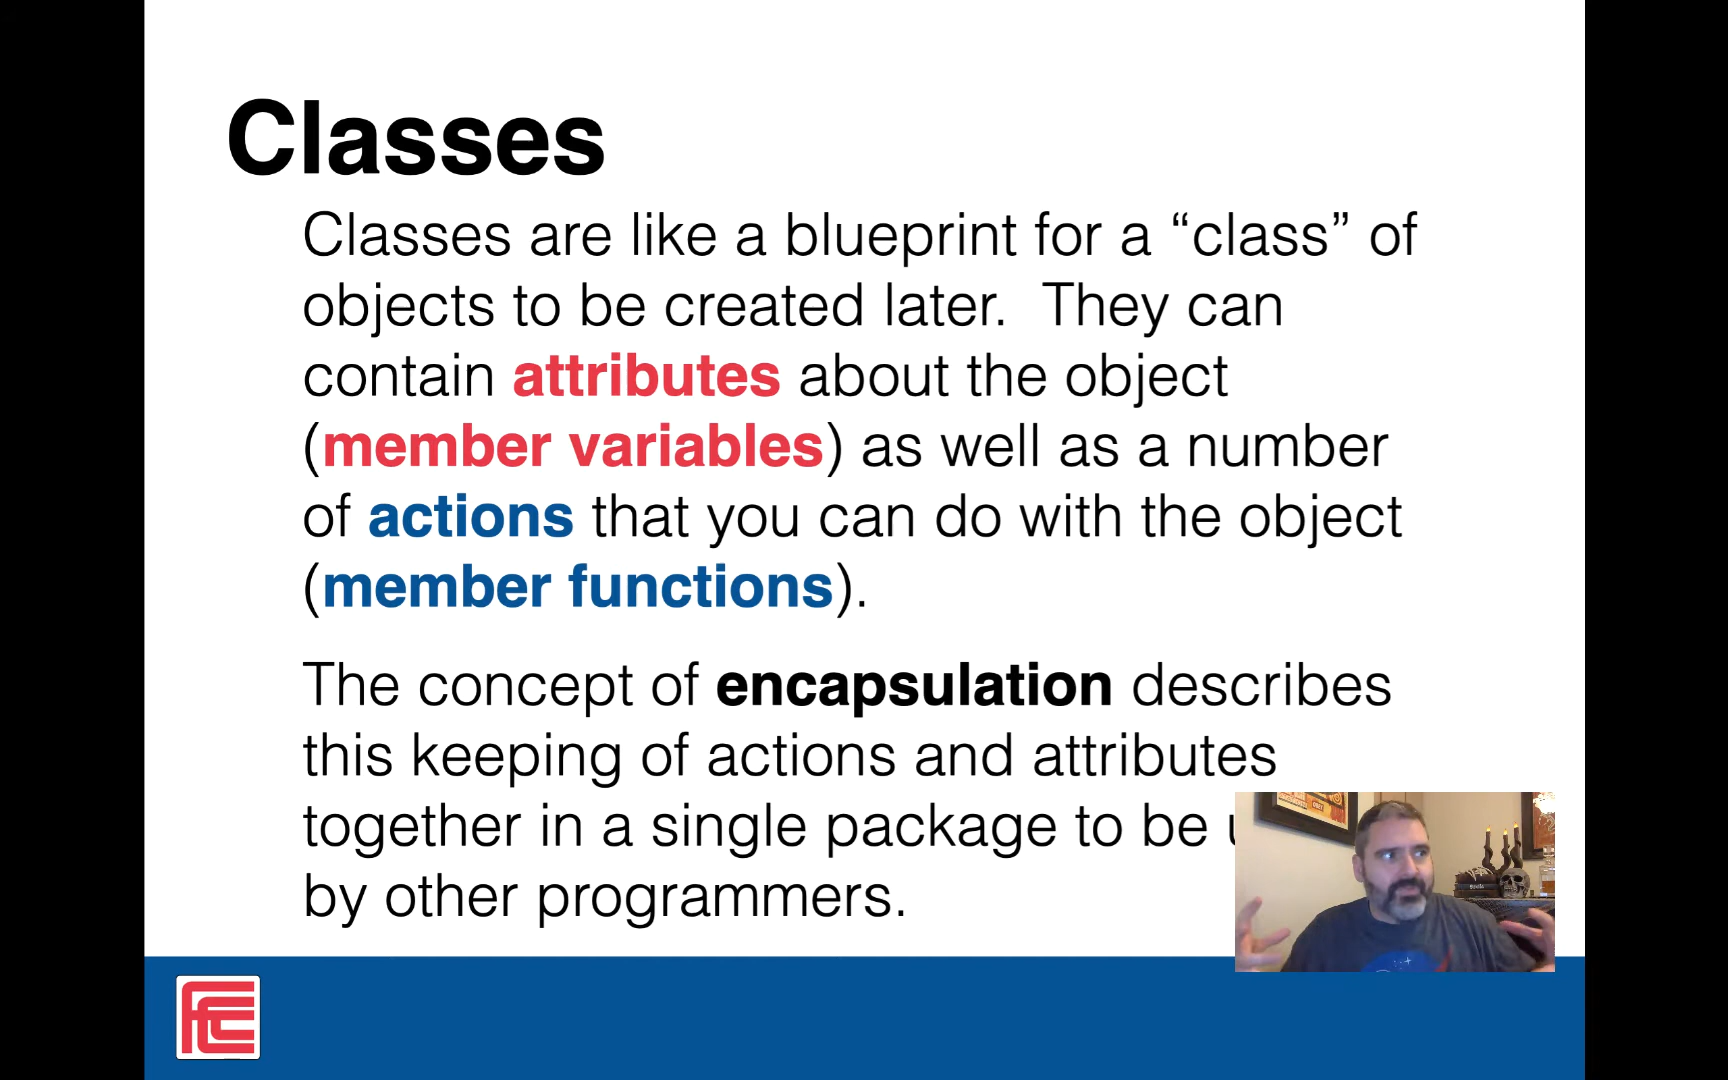 Classes
Classes are like a blueprint for a “class” of
objects to be created later.  They can
contain attributes about the object
(member variables) as well as a number
of actions that you can do with the object
(member functions).
The concept of encapsulation describes
this keeping of actions and attributes
together in a single package to be
by other programmers.
FCC